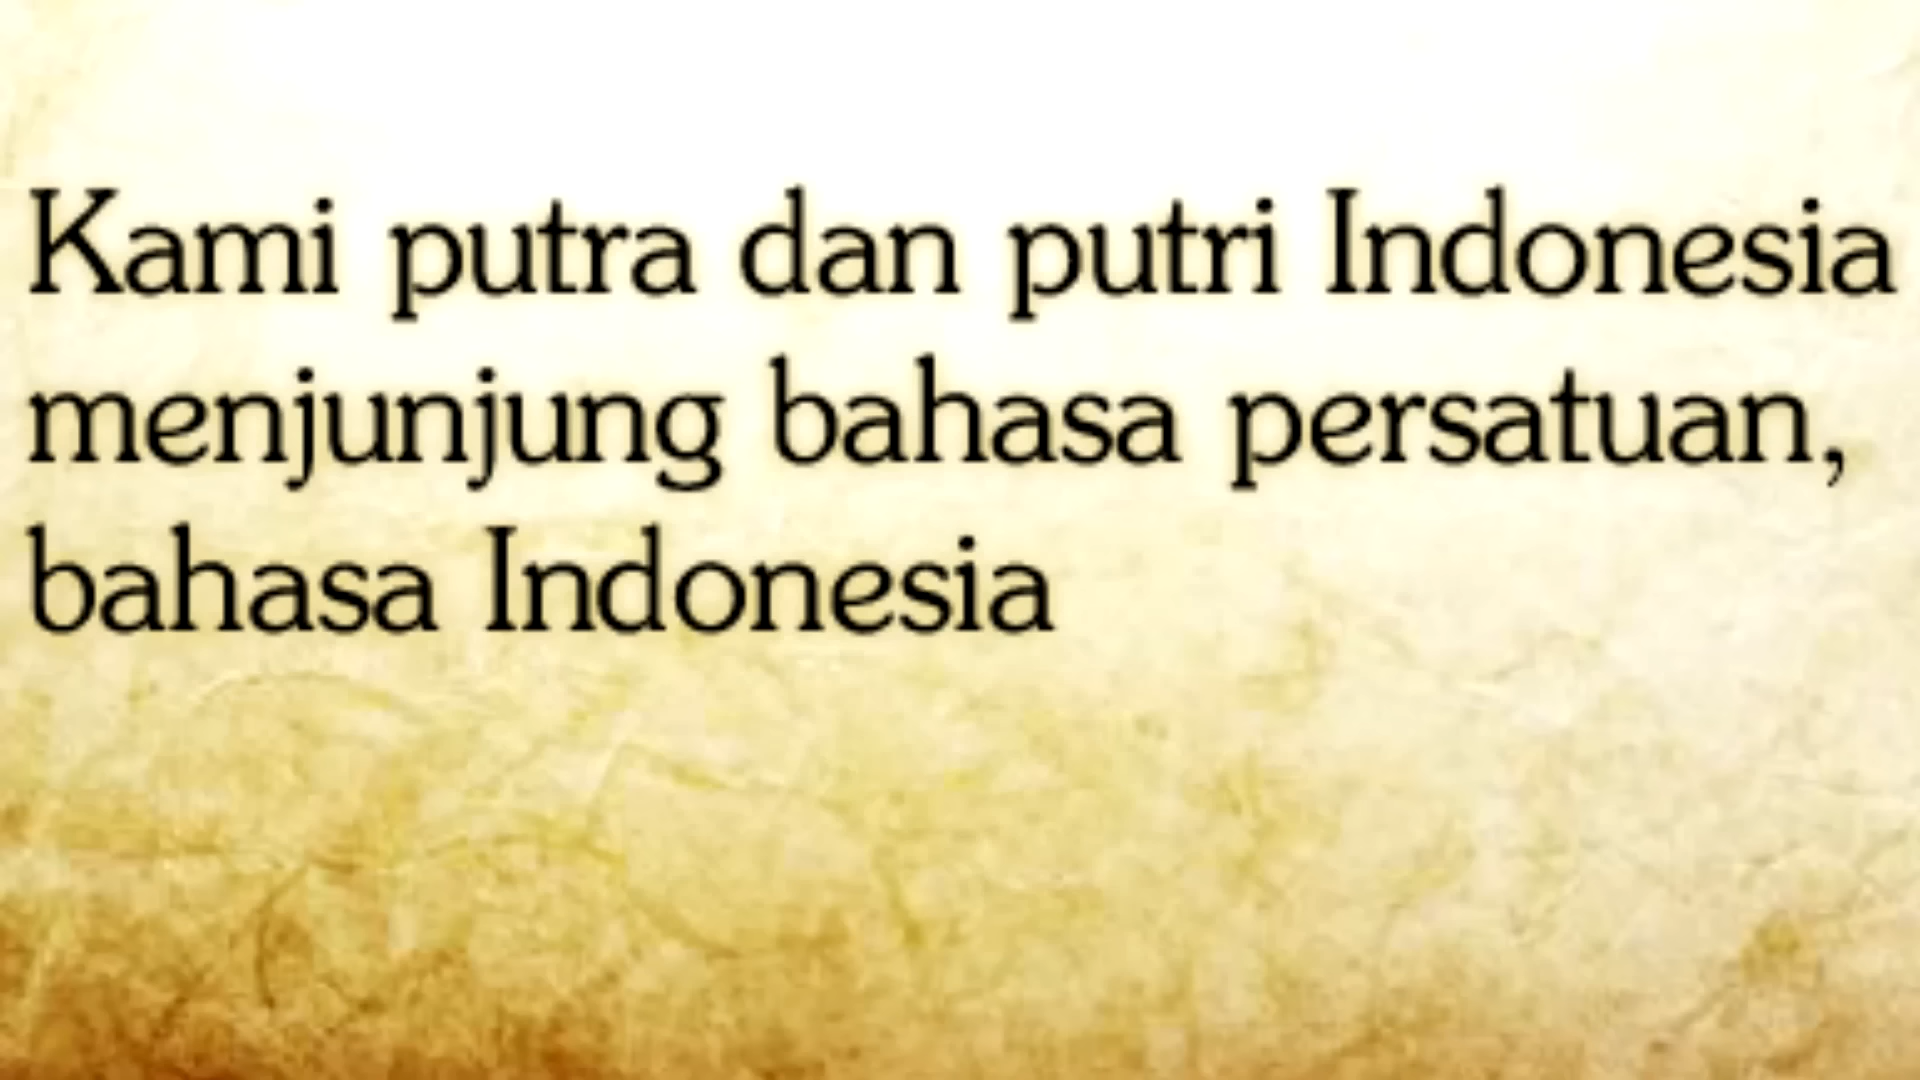 Kami putra dan putri Indonesia
menjunjung bahasa persatuan,
bahasa Indonesia